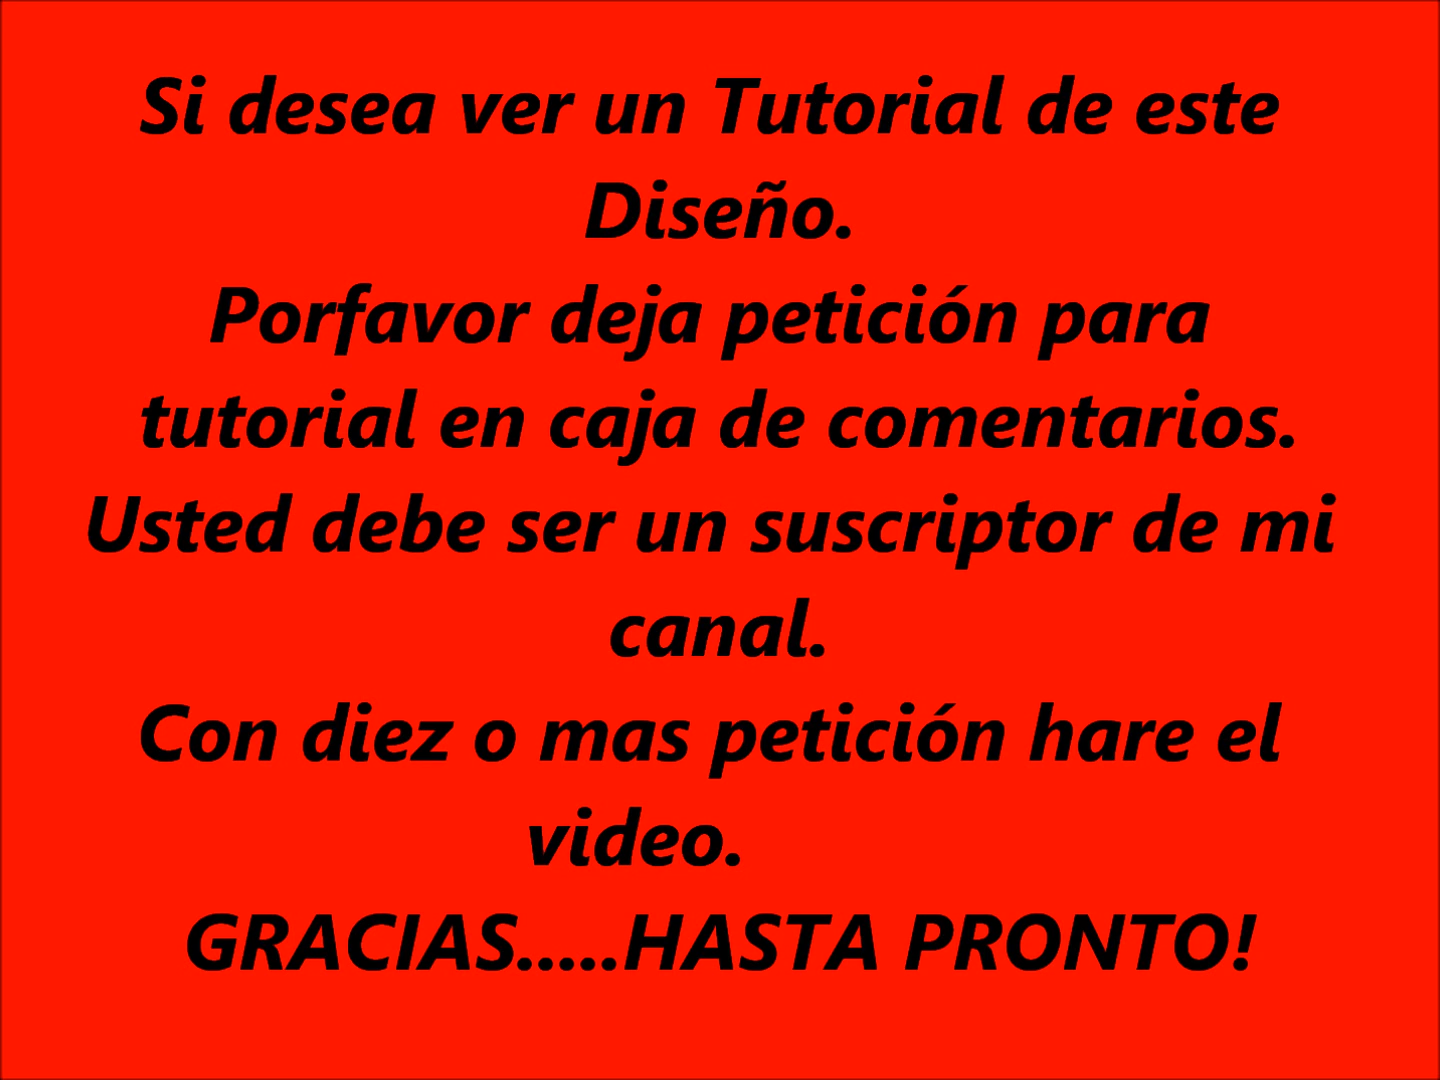 Si desea ver un Tutorial de este
Diseño.
Porfavor deja petición para
tutorial en caja de comentarios.
Usted debe ser un suscriptor de mi
canal.
Con diez o mas petición hare el
video.
GRACIAS.....HASTA PRONTO!